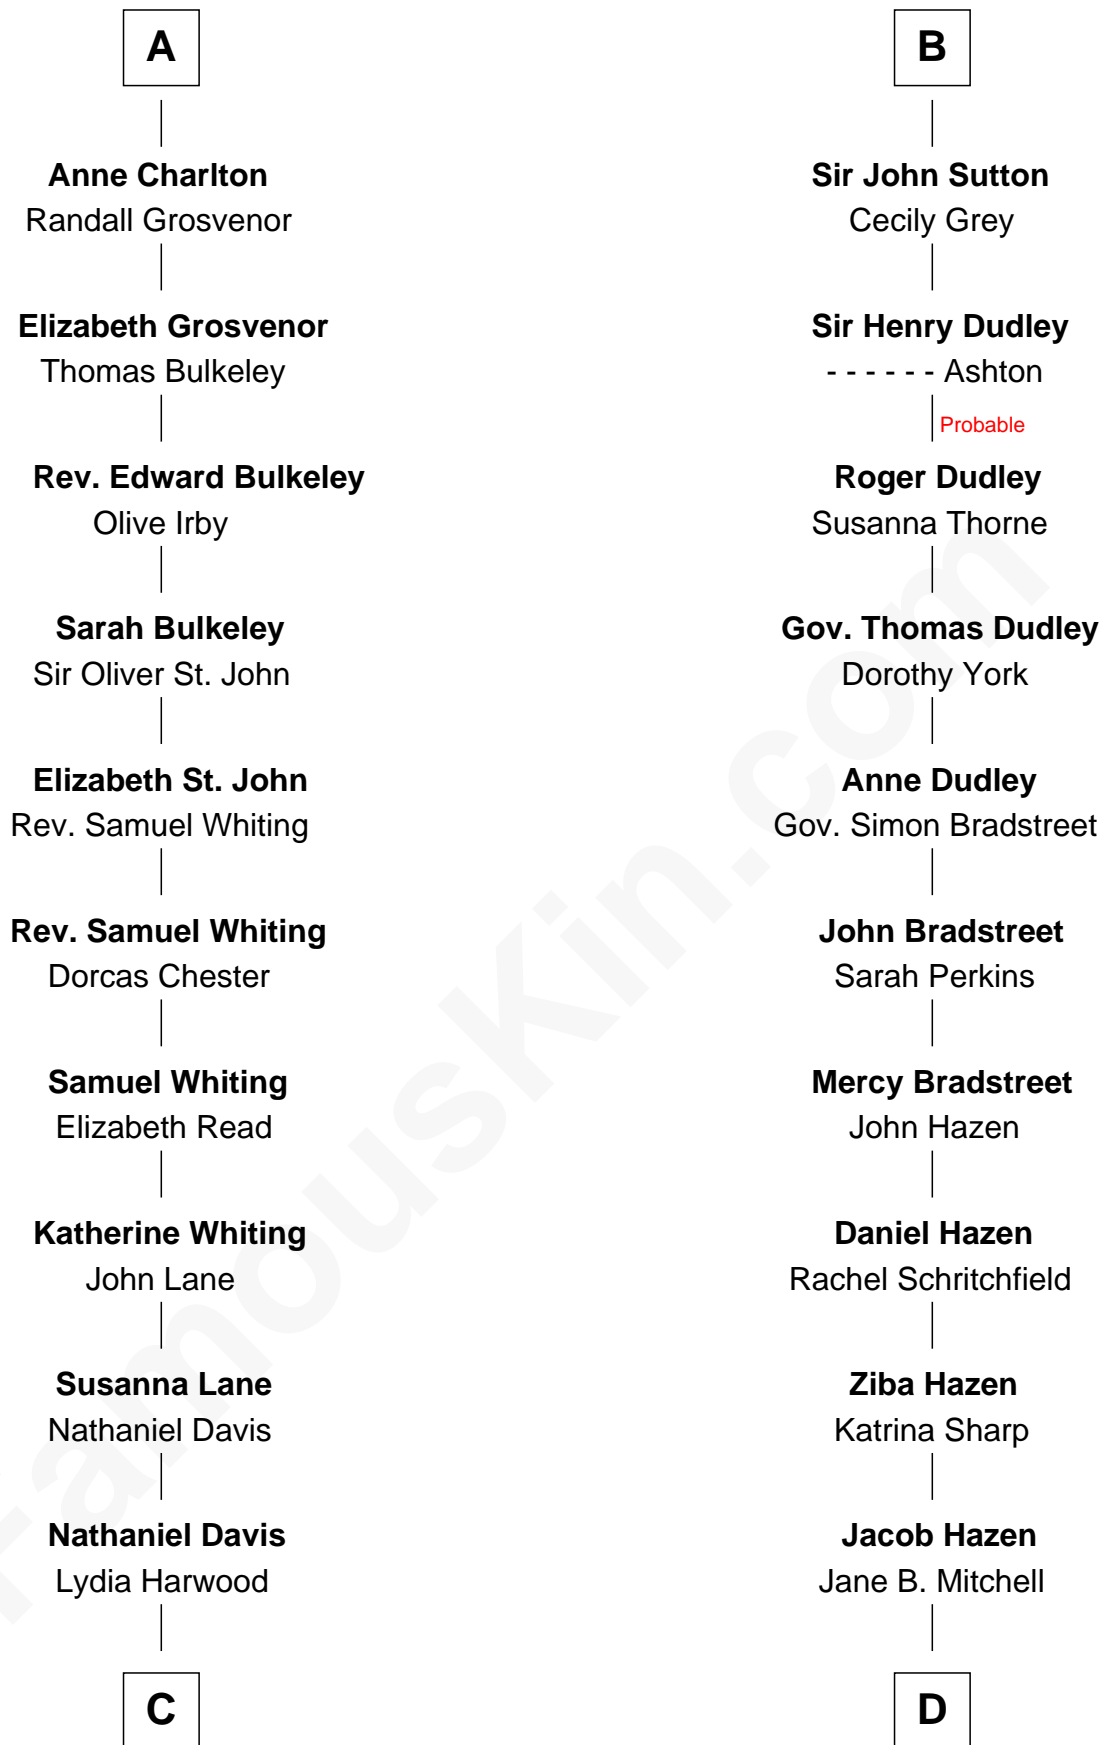 A
Anne Charlton
Randall Grosvenor
Elizabeth Grosvenor
Thomas Bulkeley
Rev. Edward Bulkeley
Olive Irby
Sarah Bulkeley
Sir Oliver St. John
Elizabeth St. John
Rev. Samuel Whiting
Rev. Samuel Whiting
Dorcas Chester
Samuel Whiting
Elizabeth Read
Katherine Whiting
John Lane
Susanna Lane
Nathaniel Davis
Nathaniel Davis
Lydia Harwood
C
B
Sir John Sutton
Cecily Grey
Sir Henry Dudley
- - - - - - Ashton
Probable
Roger Dudley
Susanna Thorne
Gov. Thomas Dudley
Dorothy York
Anne Dudley
Gov. Simon Bradstreet
John Bradstreet
Sarah Perkins
Mercy Bradstreet
John Hazen
Daniel Hazen
Rachel Schritchfield
Ziba Hazen
Katrina Sharp
Jacob Hazen
Jane B. Mitchell
D
FamousKin.com